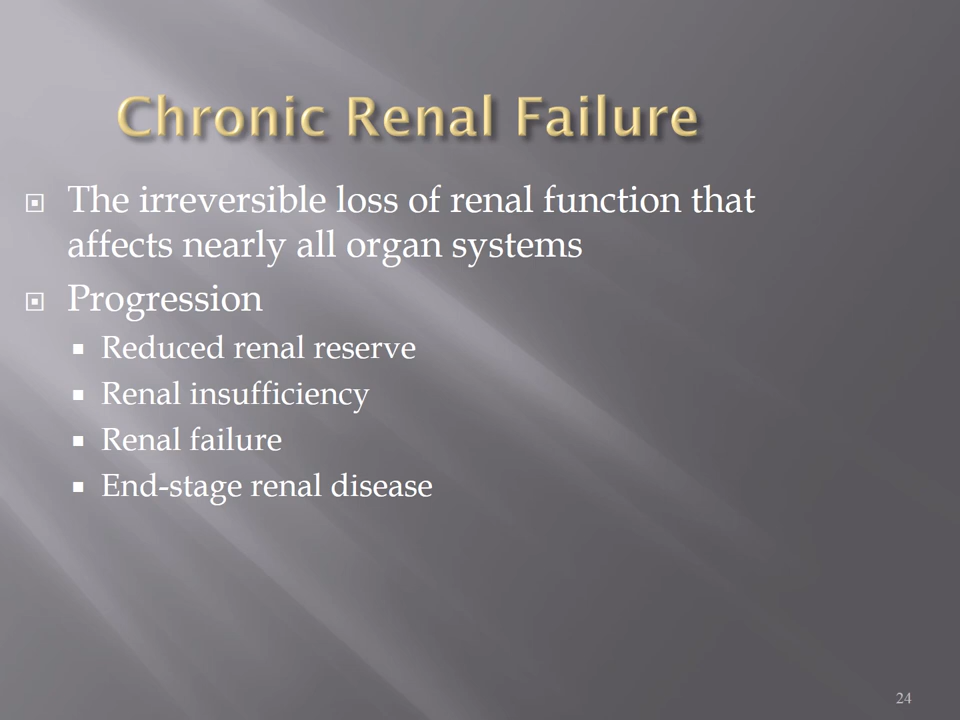 Chronic Renal Failure
The irreversible loss of renal function that
affects nearly all organ systems
Progression
Reduced renal reserve
Renal insufficiency
Renal failure
End-stage renal disease
24